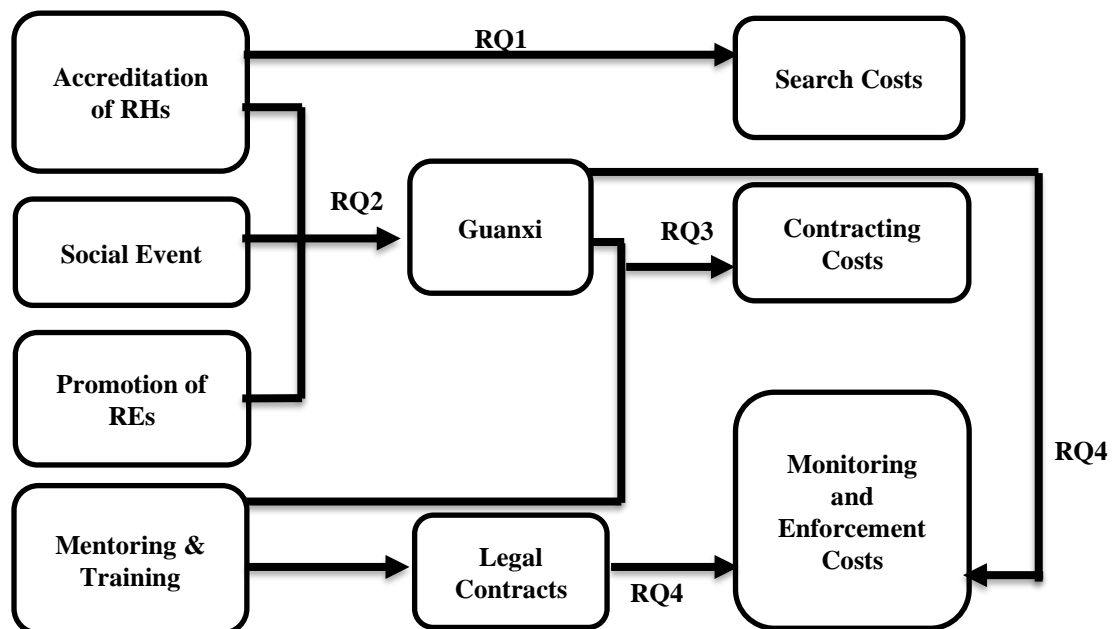 RQ1
Accreditation
of RHs
Search Costs
RQ2
Guanxi
RQ3
Contracting
Costs
Social Event
Promotion of
REs
Monitoring
and
Enforcement
Costs
RQ4
Mentoring &
Training
Legal
Contracts
RQ4